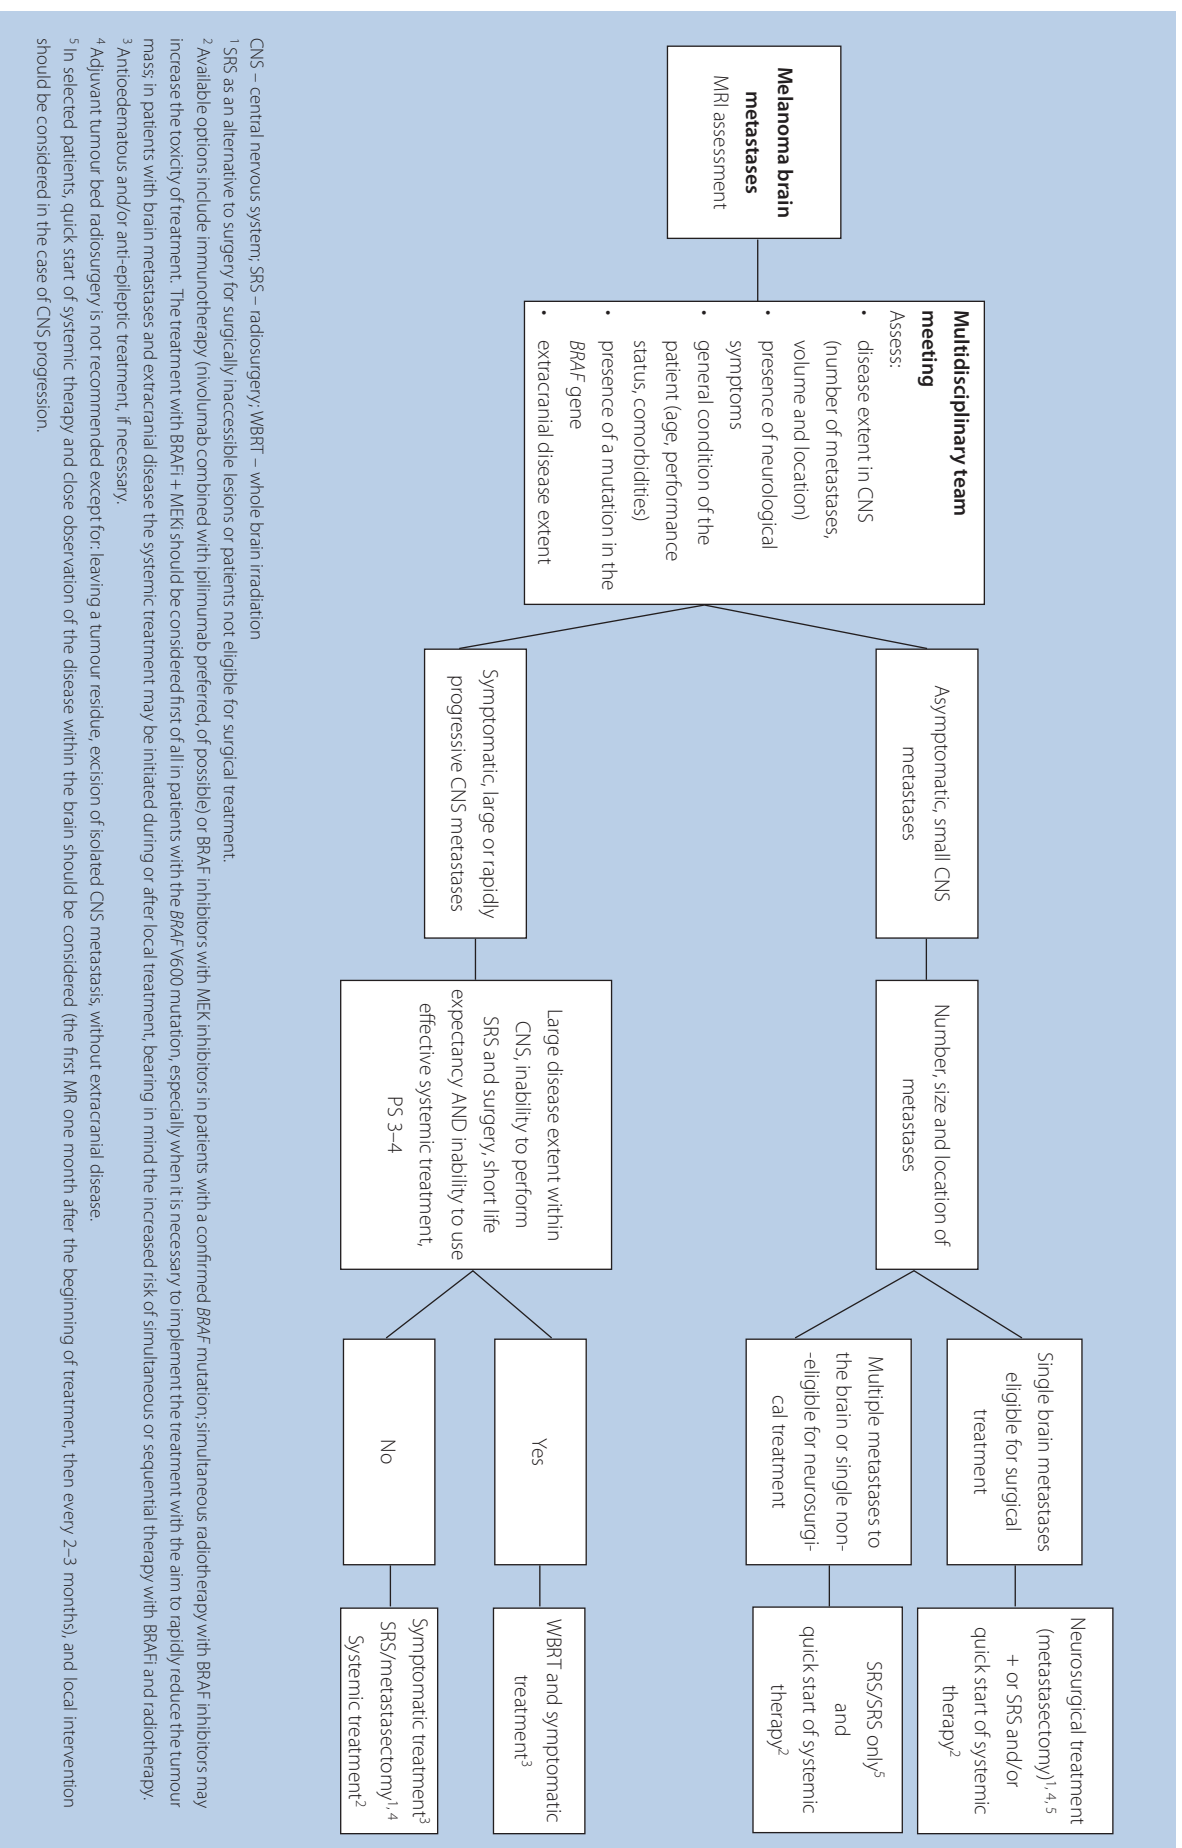 Melanoma brain
metastases
MRI assessment
Multidisciplinary team
meeting
Assess:
• disease extent in CNS
(number of metastases,
volume and location)
• presence of neurological
symptoms
• general condition of the
patient (age, performance
status, comorbidities)
• presence of a mutation in the
BRAF gene
• extracranial disease extent
Asymptomatic, small CNS
metastases
Number, size and location of
metastases
Single brain metastases
eligible for surgical
treatment
Neurosurgical treatment
(metastasectomy)1, 4, 5
+ or SRS and/or
quick start of systemic
therapy2
Multiple metastases to
the brain or single non-
-eligible for neurosurgi-
cal treatment
SRS/SRS only5
and
quick start of systemic
therapy2
Symptomatic, large or rapidly
progressive CNS metastases
Large disease extent within
CNS, inability to perform
SRS and surgery, short life
expectancy AND inability to use
effective systemic treatment,
PS 3–4
Yes
WBRT and symptomatic
treatment3
No
Symptomatic treatment3
SRS/metastasectomy1, 4
Systemic treatment2
CNS – central nervous system; SRS – radiosurgery; WBRT – whole brain irradiation
1 SRS as an alternative to surgery for surgically inaccessible lesions or patients not eligible for surgical treatment.
2 Available options include immunotherapy (nivolumab combined with ipilimumab preferred, of possible) or BRAF inhibitors with MEK inhibitors in patients with a confirmed BRAF mutation; simultaneous radiotherapy with BRAF inhibitors may
increase the toxicity of treatment. The treatment with BRAFi + MEKi should be considered first of all in patients with the BRAF V600 mutation, especially when it is necessary to implement the treatment with the aim to rapidly reduce the tumour
mass; in patients with brain metastases and extracranial disease the systemic treatment may be initiated during or after local treatment, bearing in mind the increased risk of simultaneous or sequential therapy with BRAFi and radiotherapy.
3 Antioedematous and/or anti-epileptic treatment, if necessary.
4 Adjuvant tumour bed radiosurgery is not recommended except for: leaving a tumour residue, excision of isolated CNS metastasis, without extracranial disease.
5 In selected patients, quick start of systemic therapy and close observation of the disease within the brain should be considered (the first MR one month after the beginning of treatment, then every 2–3 months), and local intervention
should be considered in the case of CNS progression.